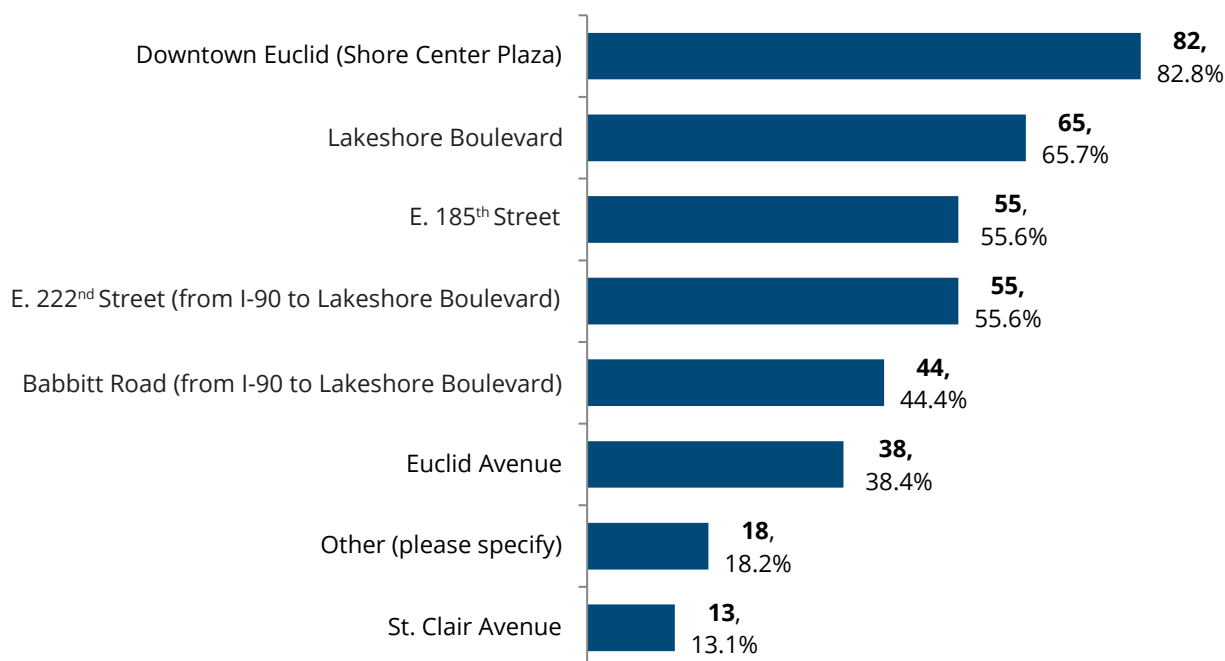 Downtown Euclid (Shore Center Plaza)
82,
82.8%
Lakeshore Boulevard
65,
65.7%
E. 185th Street
55,
55.6%
E. 222nd Street (from I-90 to Lakeshore Boulevard)
55,
55.6%
Babbitt Road (from I-90 to Lakeshore Boulevard)
44,
44.4%
Euclid Avenue
38,
38.4%
Other (please specify)
18,
18.2%
St. Clair Avenue
13,
13.1%